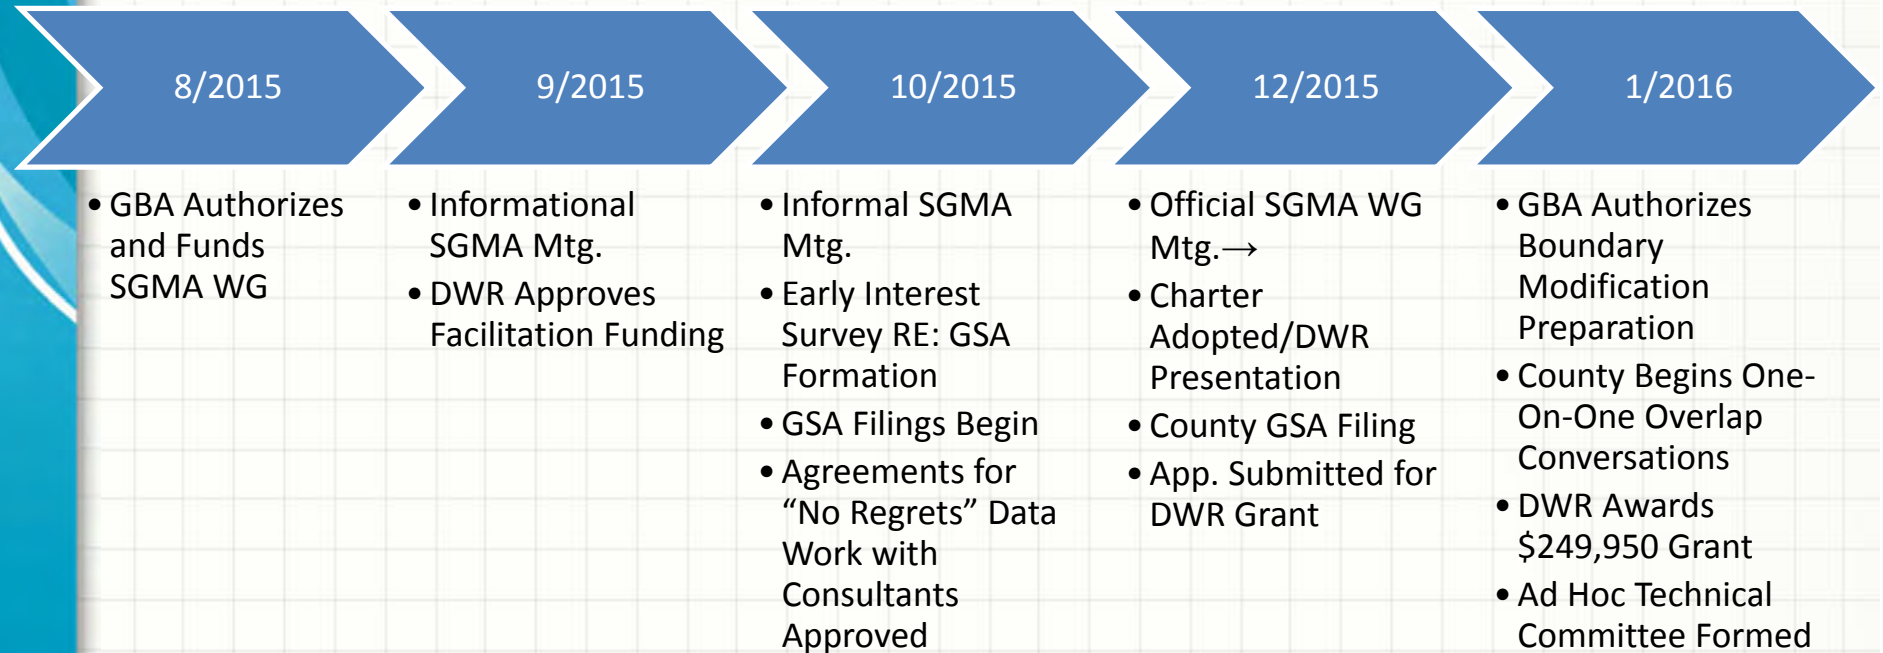 8/2015
9/2015
10/2015
12/2015
1/2016
• GBA Authorizes
and Funds
SGMA WG
• Informational
SGMA Mtg.
• DWR Approves
Facilitation Funding
• Informal SGMA
Mtg.
• Early Interest
Survey RE: GSA
Formation
• GSA Filings Begin
• Agreements for
“No Regrets” Data
Work with
Consultants
Approved
• Official SGMA WG
Mtg.→
• Charter
Adopted/DWR
Presentation
• County GSA Filing
• App. Submitted for
DWR Grant
• GBA Authorizes
Boundary
Modification
Preparation
• County Begins One-
On-One Overlap
Conversations
• DWR Awards
$249,950 Grant
• Ad Hoc Technical
Committee Formed